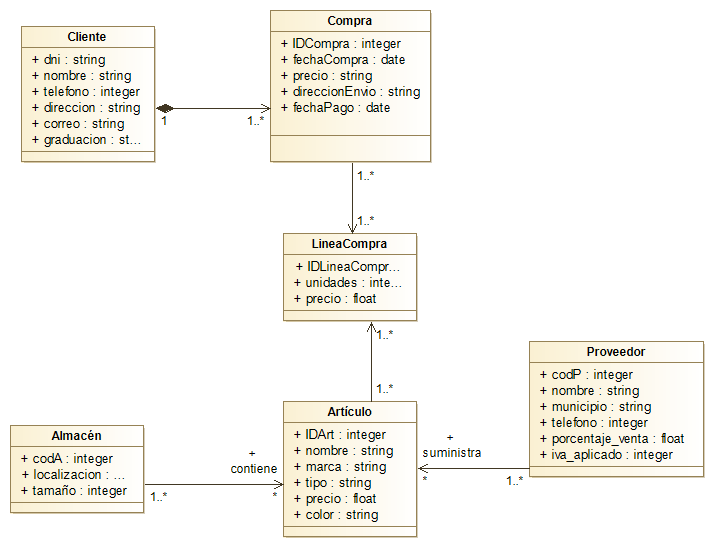 Cliente
+ dni : string
+ nombre : string
+ telefono : integer
+ direccion : string
+ correo : string
+ graduacion : st...
1
1..*
Compra
+ IDCompra : integer
+ fechaCompra : date
+ precio : string
+ direccionEnvio : string
+ fechaPago : date
1..*
1..*
LineaCompra
+ IDLineaCompr...
+ unidades : inte...
+ precio : float
1..*
1..*
Proveedor
+ codP : integer
+ nombre : string
+ municipio : string
+ telefono : integer
+ porcentaje_venta : float
+ iva_aplicado : integer
Artículo
+ IDArt : integer
+ nombre : string
+ marca : string
+ tipo : string
+ precio : float
+ color : string
+
suministra
*
1..*
Almacén
+ codA : integer
+ localizacion : ...
+ tamaño : integer
+
contiene
1..*
*